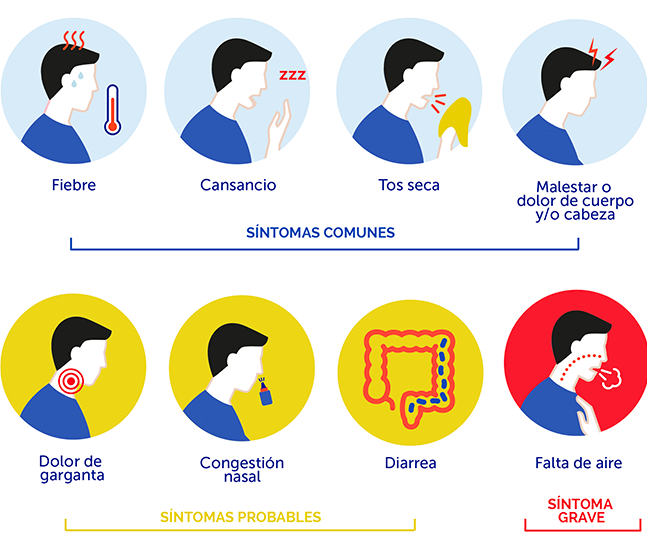 zzz
Fiebre
Cansancio
Tos seca
Malestar o
dolor de cuerpo
y/o cabeza
SÍNTOMAS COMUNES
Dolor de
garganta
Congestión
nasal
Diarrea
Falta de aire
SÍNTOMAS PROBABLES
SÍNTOMA
GRAVE